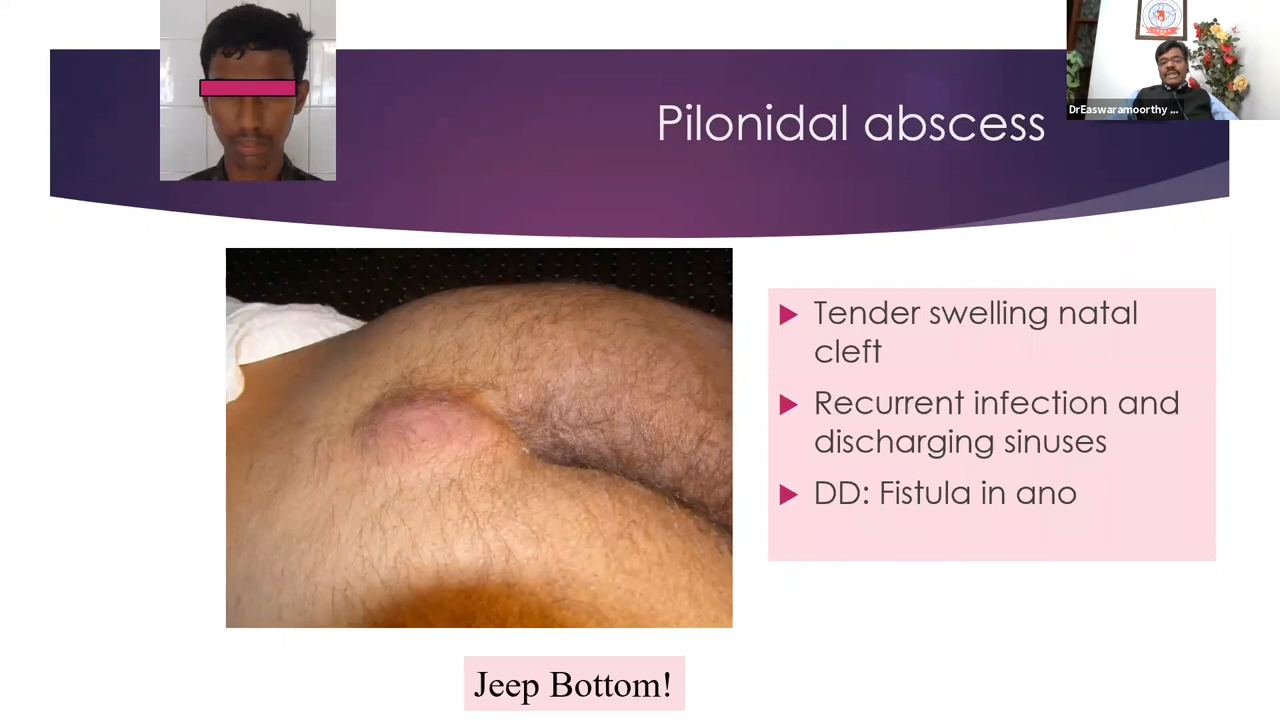 Pilonidal abscess
DrEaswaramoorthy ...
Tender swelling natal
cleft
Recurrent infection and
discharging sinuses
DD: Fistula in ano
Jeep Bottom!